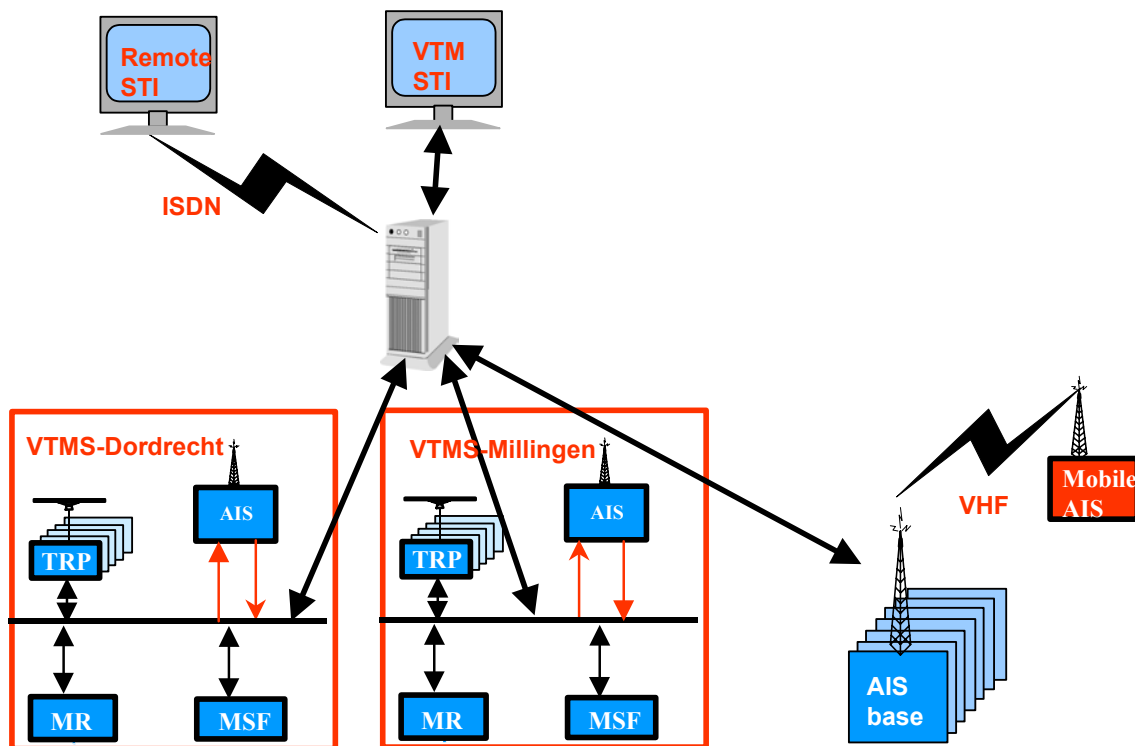 Remote
STI
VTM
STI
ISDN
VTMS-Dordrecht
AIS
TRP
MR
MSF
VTMS-Millingen
AIS
TRP
MR
MSF
VHF
Mobile
AIS
AIS
base